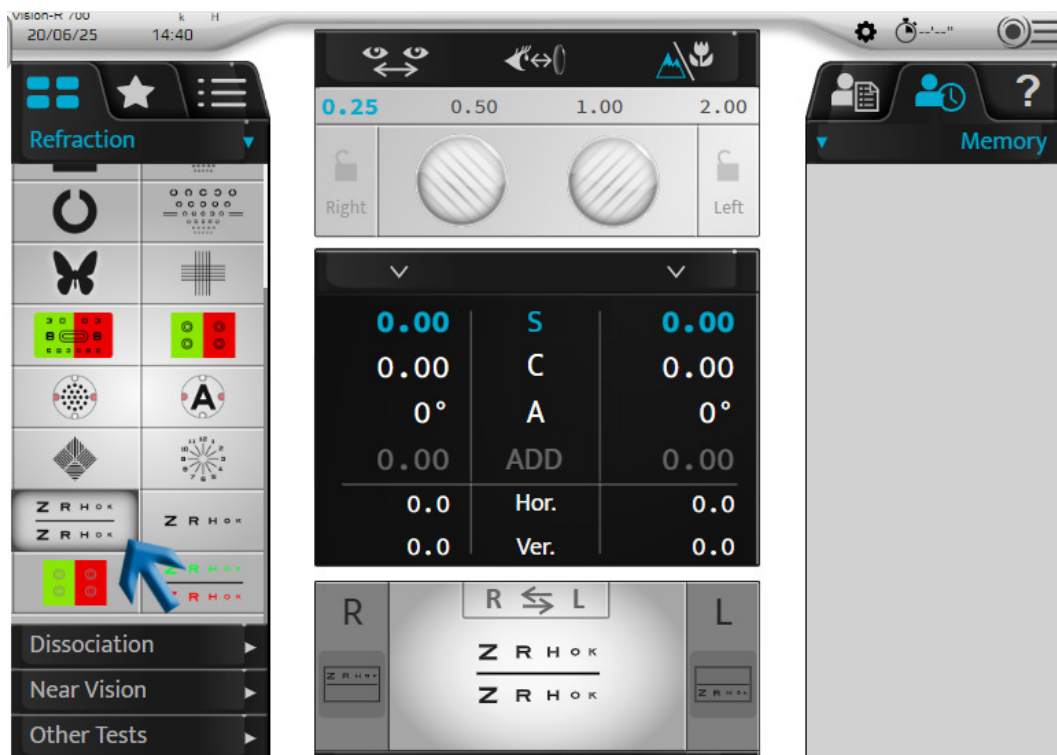 Vision-R 700 k H
20/06/25 14:40 --'--"
Refraction
Z R H O K
Z R H O K
Z R H O K
Z R H O K
Z R H O K
Dissociation
Near Vision
Other Tests
0.25 0.50 1.00 2.00
Right Left
0.00 S 0.00
0.00 C 0.00
0° A 0°
0.00 ADD 0.00
0.0 Hor. 0.0
0.0 Ver. 0.0
R R L L
Z R H O K
Z R H O K
?
Memory